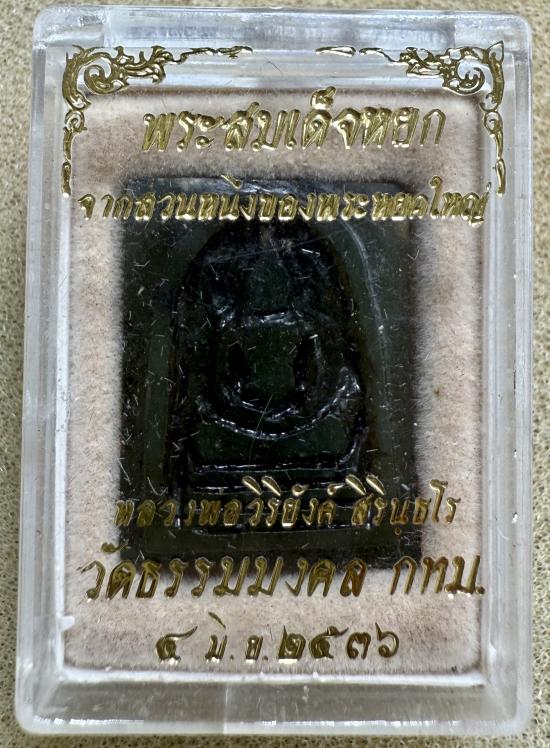 พระสมเด็จหยก
จากส่วนหนึ่งของพระหยกใหญ่
หลวงพ่อวิริยังค์ สิรินฺธโร
วัดธรรมมงคล กทม.
๔ มิ.ย.๒๕๓๖